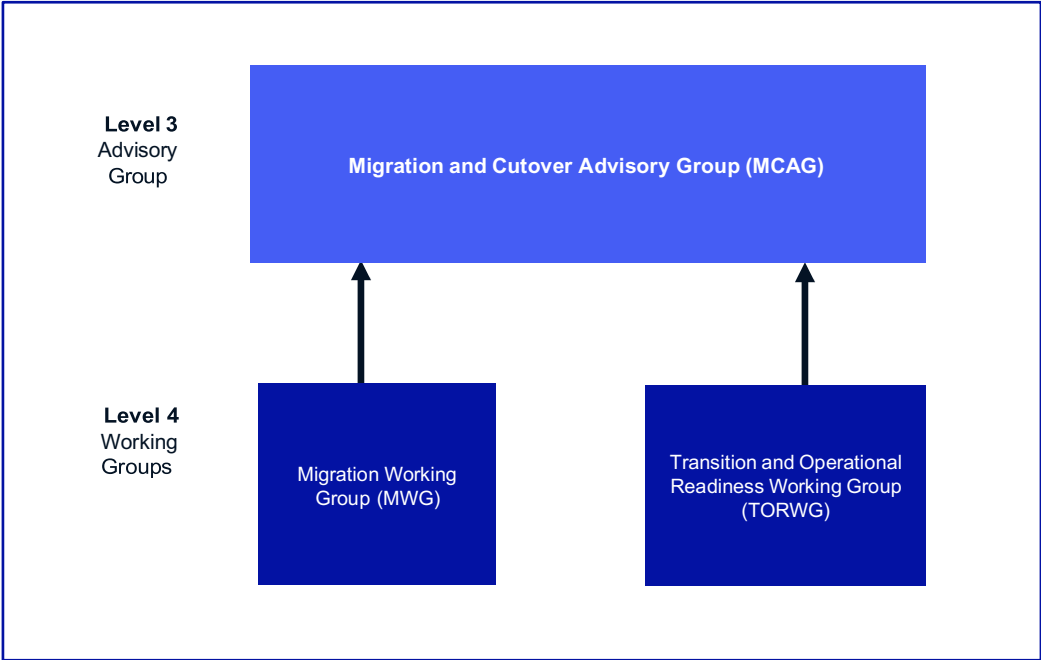 Level 3
Advisory
Group
Migration and Cutover Advisory Group (MCAG)
Level 4
Working
Groups
Migration Working
Group (MWG)
Transition and Operational
Readiness Working Group
(TORWG)